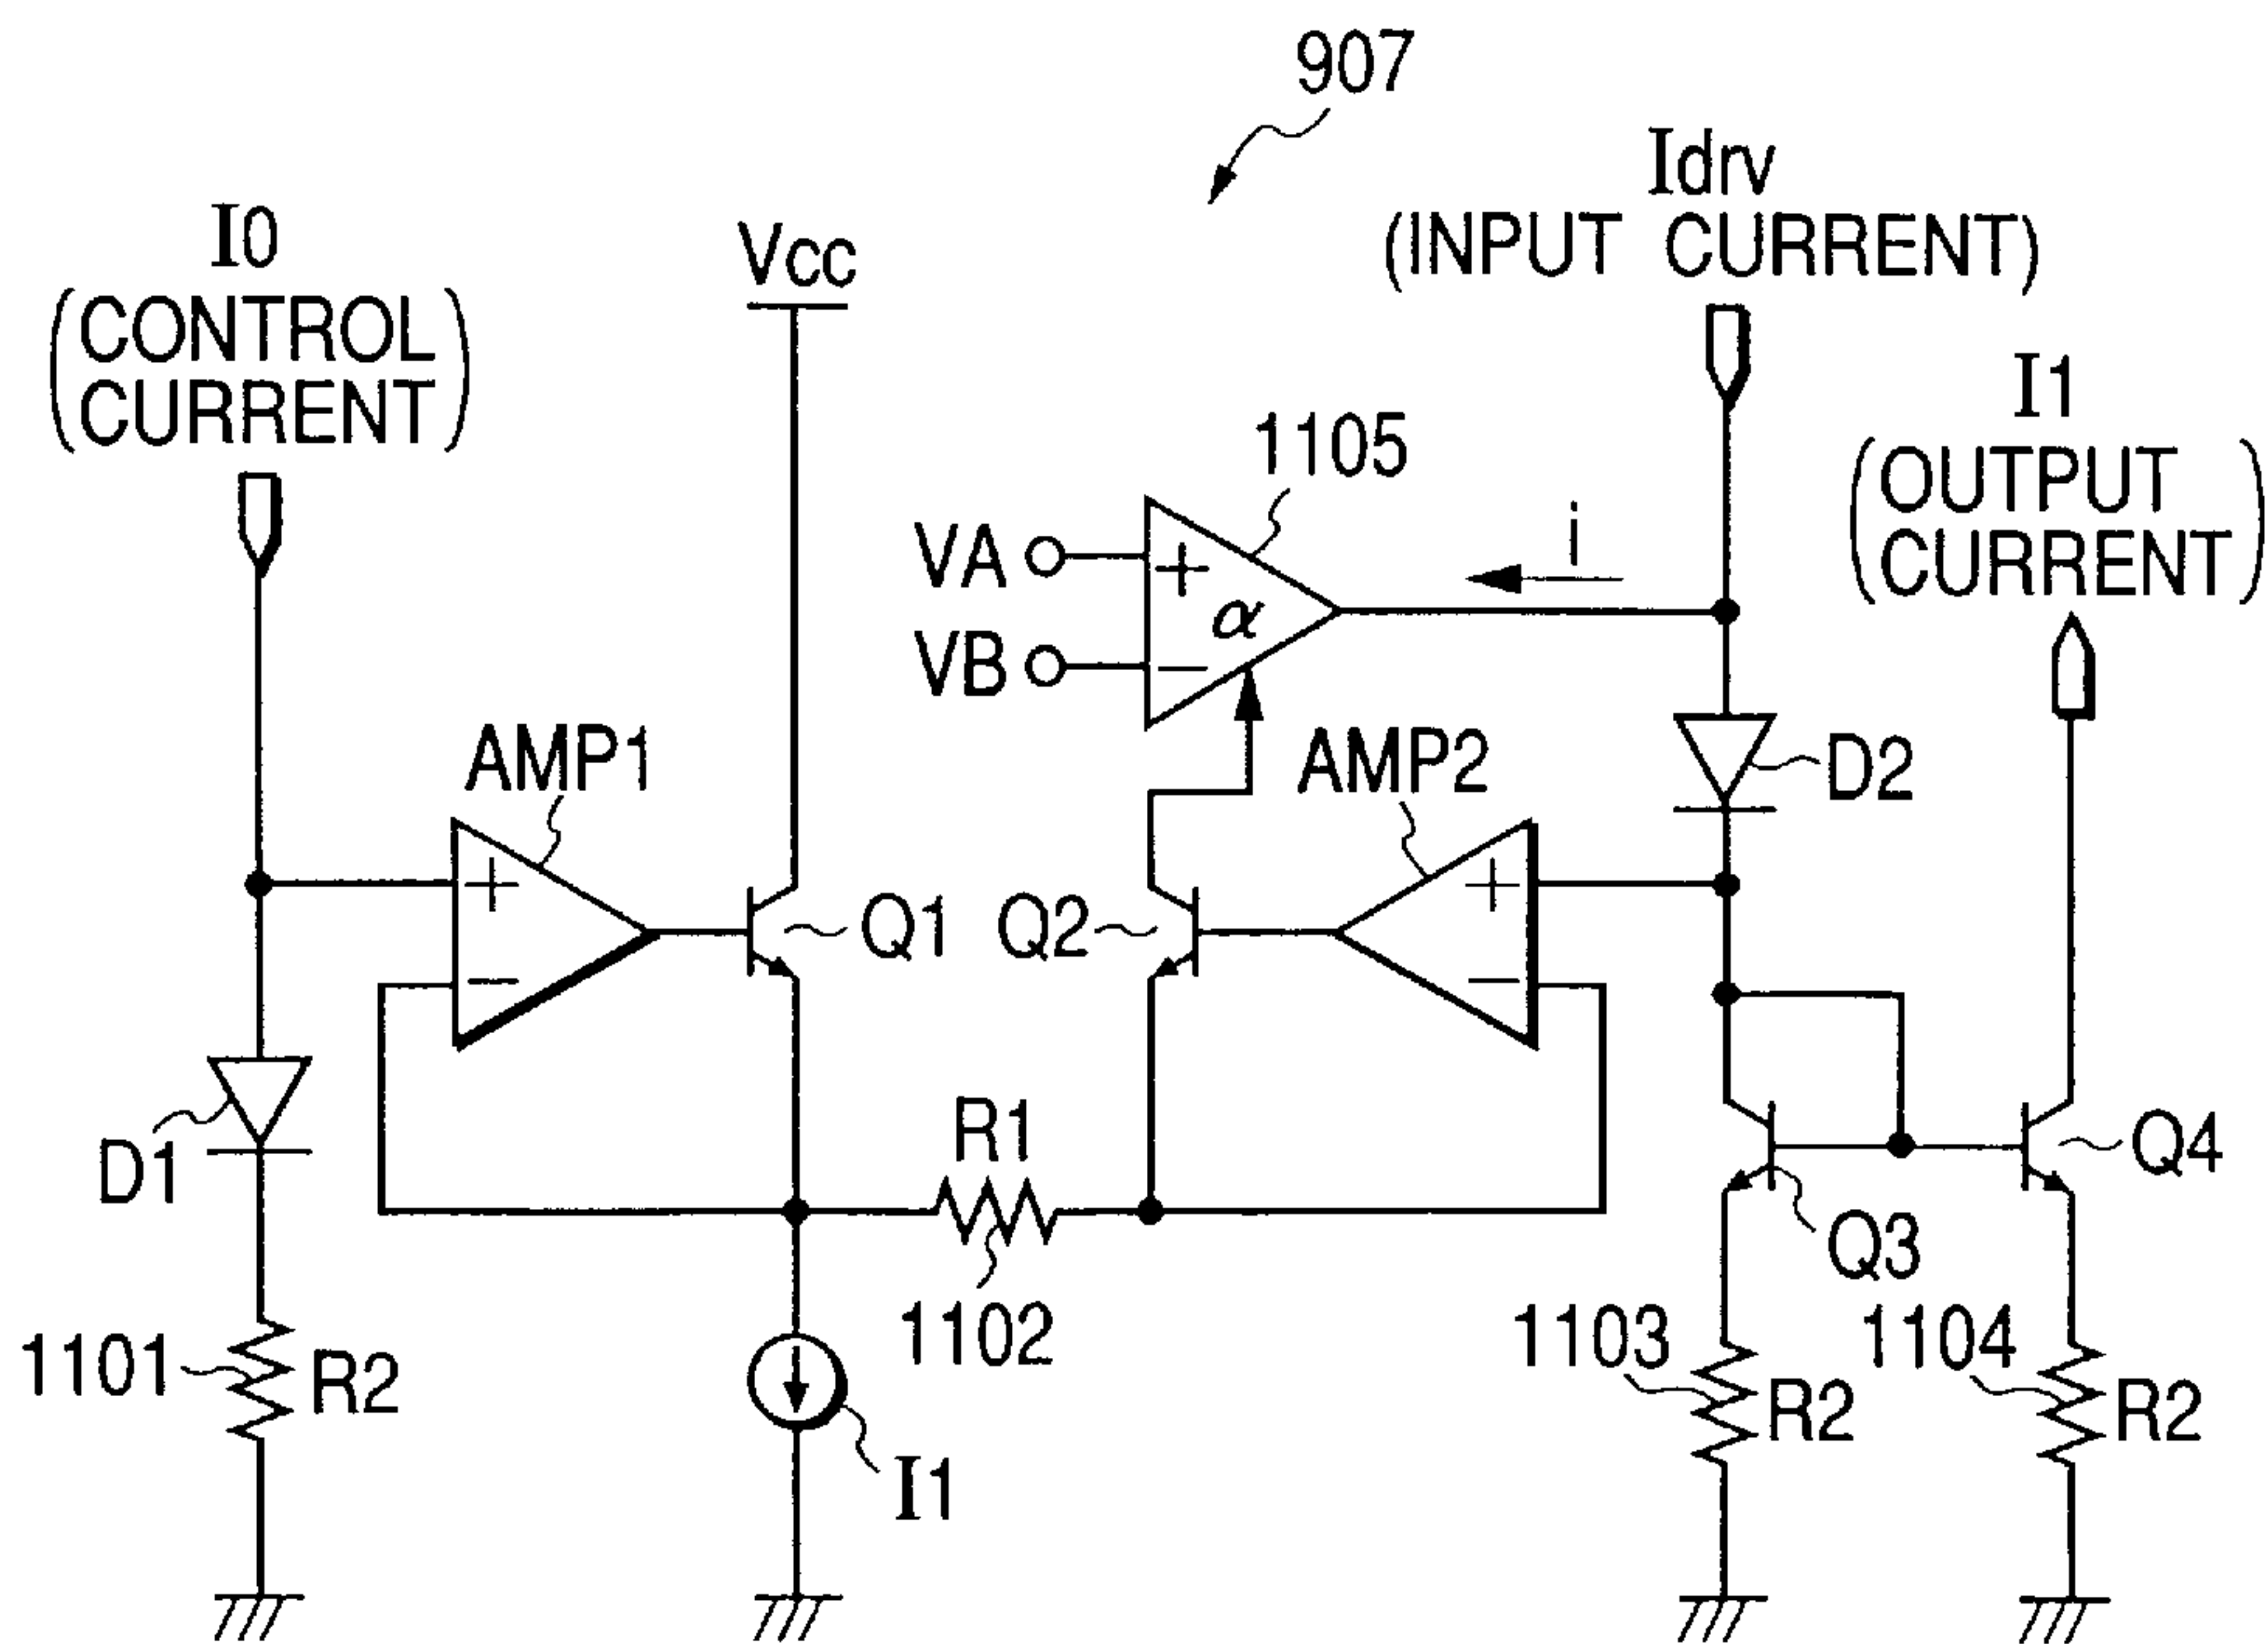 907
Idrv
(INPUT CURRENT)
I0
(CONTROL
CURRENT)
Vcc
I1
(OUTPUT
CURRENT)
1105
i
VA
+
α
VB
−
AMP1
AMP2
D2
+
−
Q1
Q2
+
−
D1
R1
Q4
Q3
1102
1103
1104
1101
R2
R2
R2
I1